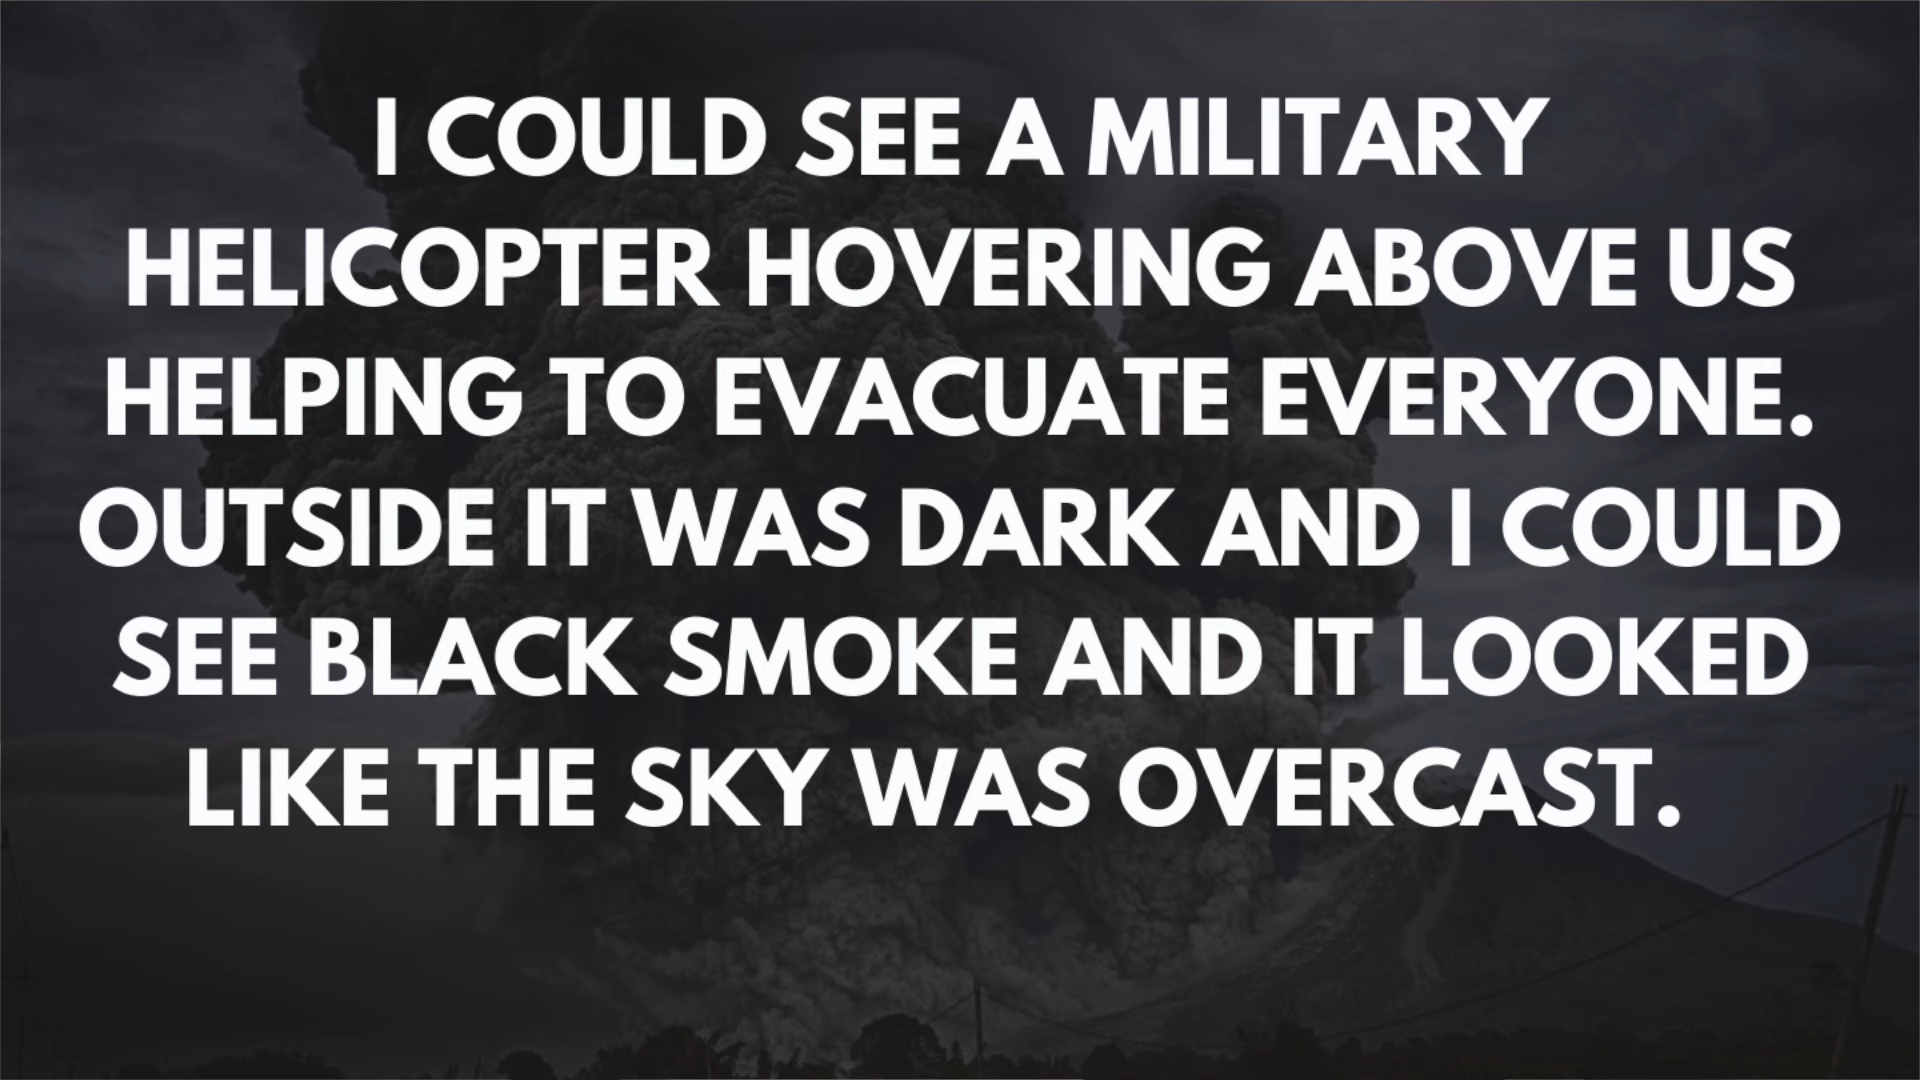 I COULD SEE A MILITARY
HELICOPTER HOVERING ABOVE US
HELPING TO EVACUATE EVERYONE.
OUTSIDE IT WAS DARK AND I COULD
SEE BLACK SMOKE AND IT LOOKED
LIKE THE SKY WAS OVERCAST.